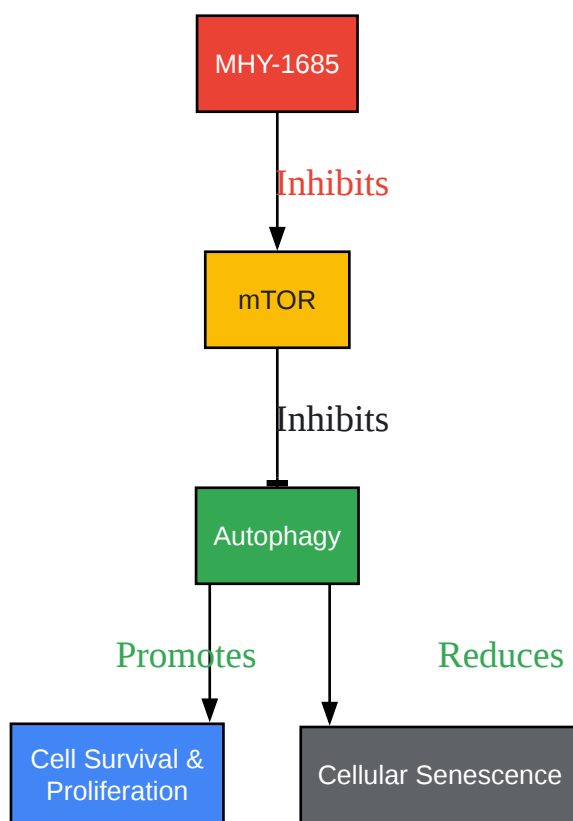 MHY-1685
Inhibits
mTOR
Inhibits
Autophagy
Promotes
Reduces
Cell Survival &
Proliferation
Cellular Senescence